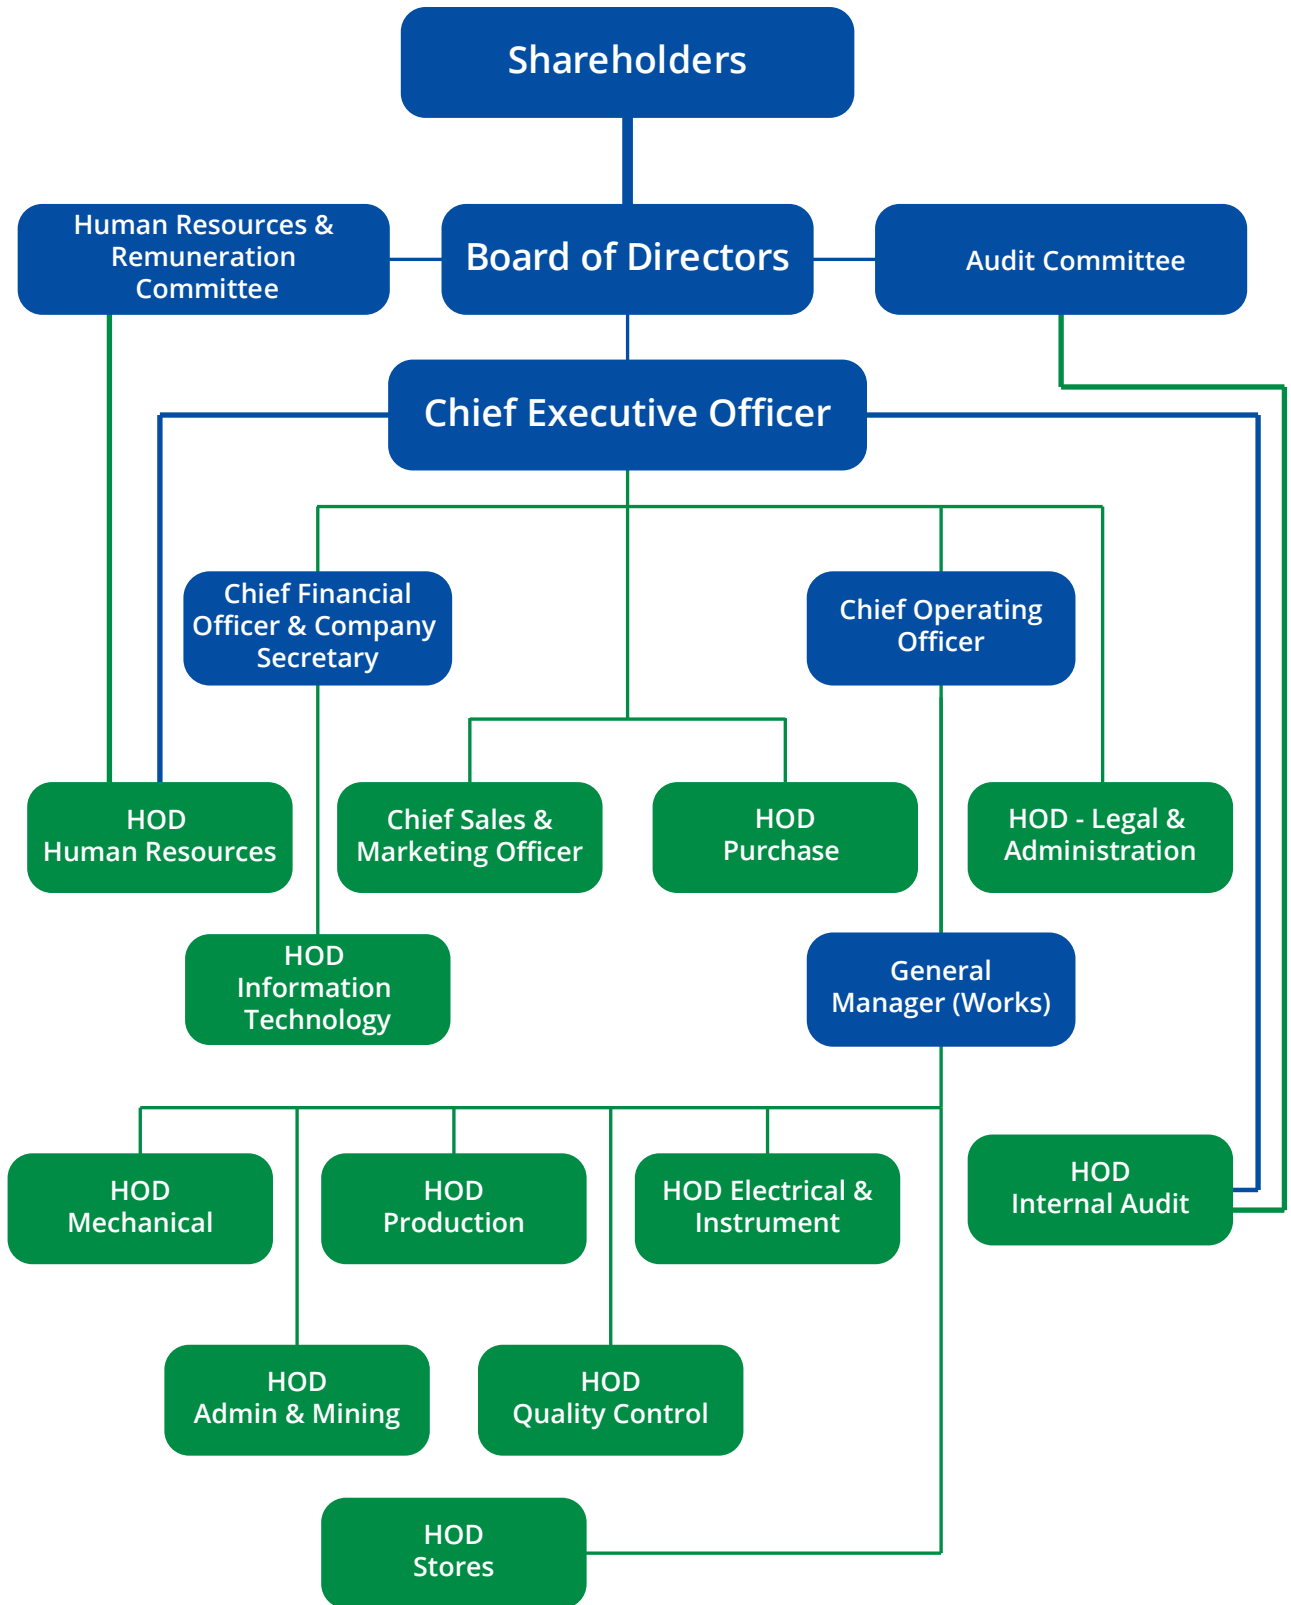 Shareholders
Human Resources &
Remuneration
Committee
Board of Directors
Audit Committee
Chief Executive Officer
Chief Financial
Officer & Company
Secretary
Chief Operating
Officer
HOD
Human Resources
Chief Sales &
Marketing Officer
HOD
Purchase
HOD - Legal &
Administration
HOD
Information
Technology
General
Manager (Works)
HOD
Mechanical
HOD
Production
HOD Electrical &
Instrument
HOD
Internal Audit
HOD
Admin & Mining
HOD
Quality Control
HOD
Stores